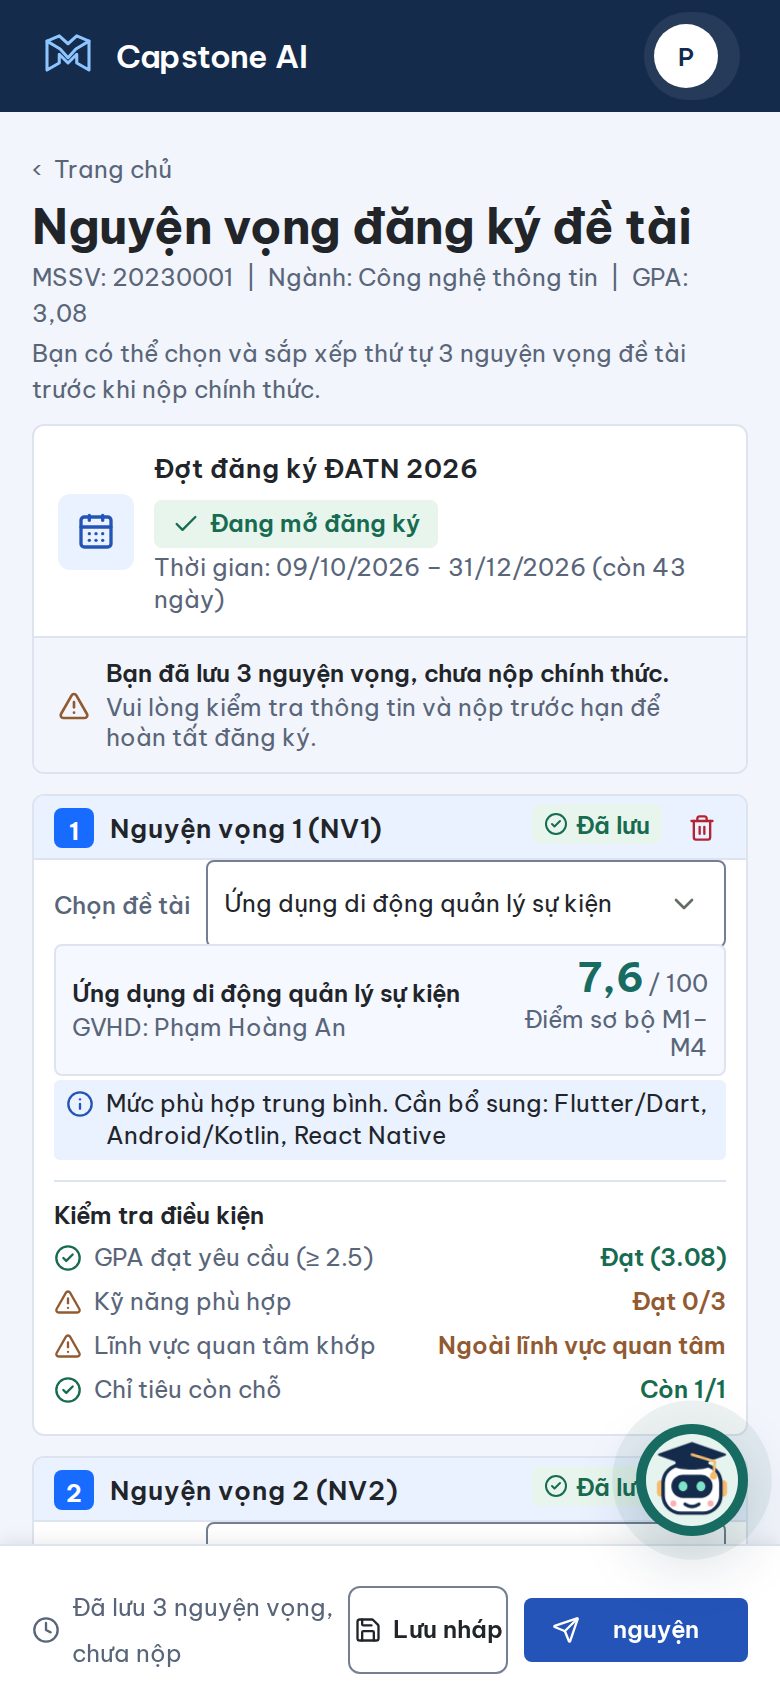 Capstone AI
P
‹ Trang chủ
Nguyện vọng đăng ký đề tài
MSSV: 20230001 | Ngành: Công nghệ thông tin | GPA:
3,08
Bạn có thể chọn và sắp xếp thứ tự 3 nguyện vọng đề tài
trước khi nộp chính thức.
Đợt đăng ký ĐATN 2026
Đang mở đăng ký
Thời gian: 09/10/2026 – 31/12/2026 (còn 43
ngày)
Bạn đã lưu 3 nguyện vọng, chưa nộp chính thức.
Vui lòng kiểm tra thông tin và nộp trước hạn để
hoàn tất đăng ký.
1 Nguyện vọng 1 (NV1) Đã lưu
Chọn đề tài Ứng dụng di động quản lý sự kiện
Ứng dụng di động quản lý sự kiện
GVHD: Phạm Hoàng An
7,6 / 100
Điểm sơ bộ M1–
M4
Mức phù hợp trung bình. Cần bổ sung: Flutter/Dart,
Android/Kotlin, React Native
Kiểm tra điều kiện
GPA đạt yêu cầu (≥ 2.5) Đạt (3.08)
Kỹ năng phù hợp Đạt 0/3
Lĩnh vực quan tâm khớp Ngoài lĩnh vực quan tâm
Chỉ tiêu còn chỗ Còn 1/1
2 Nguyện vọng 2 (NV2) Đã
Đã lưu 3 nguyện vọng,
chưa nộp
Lưu nháp
nguyện